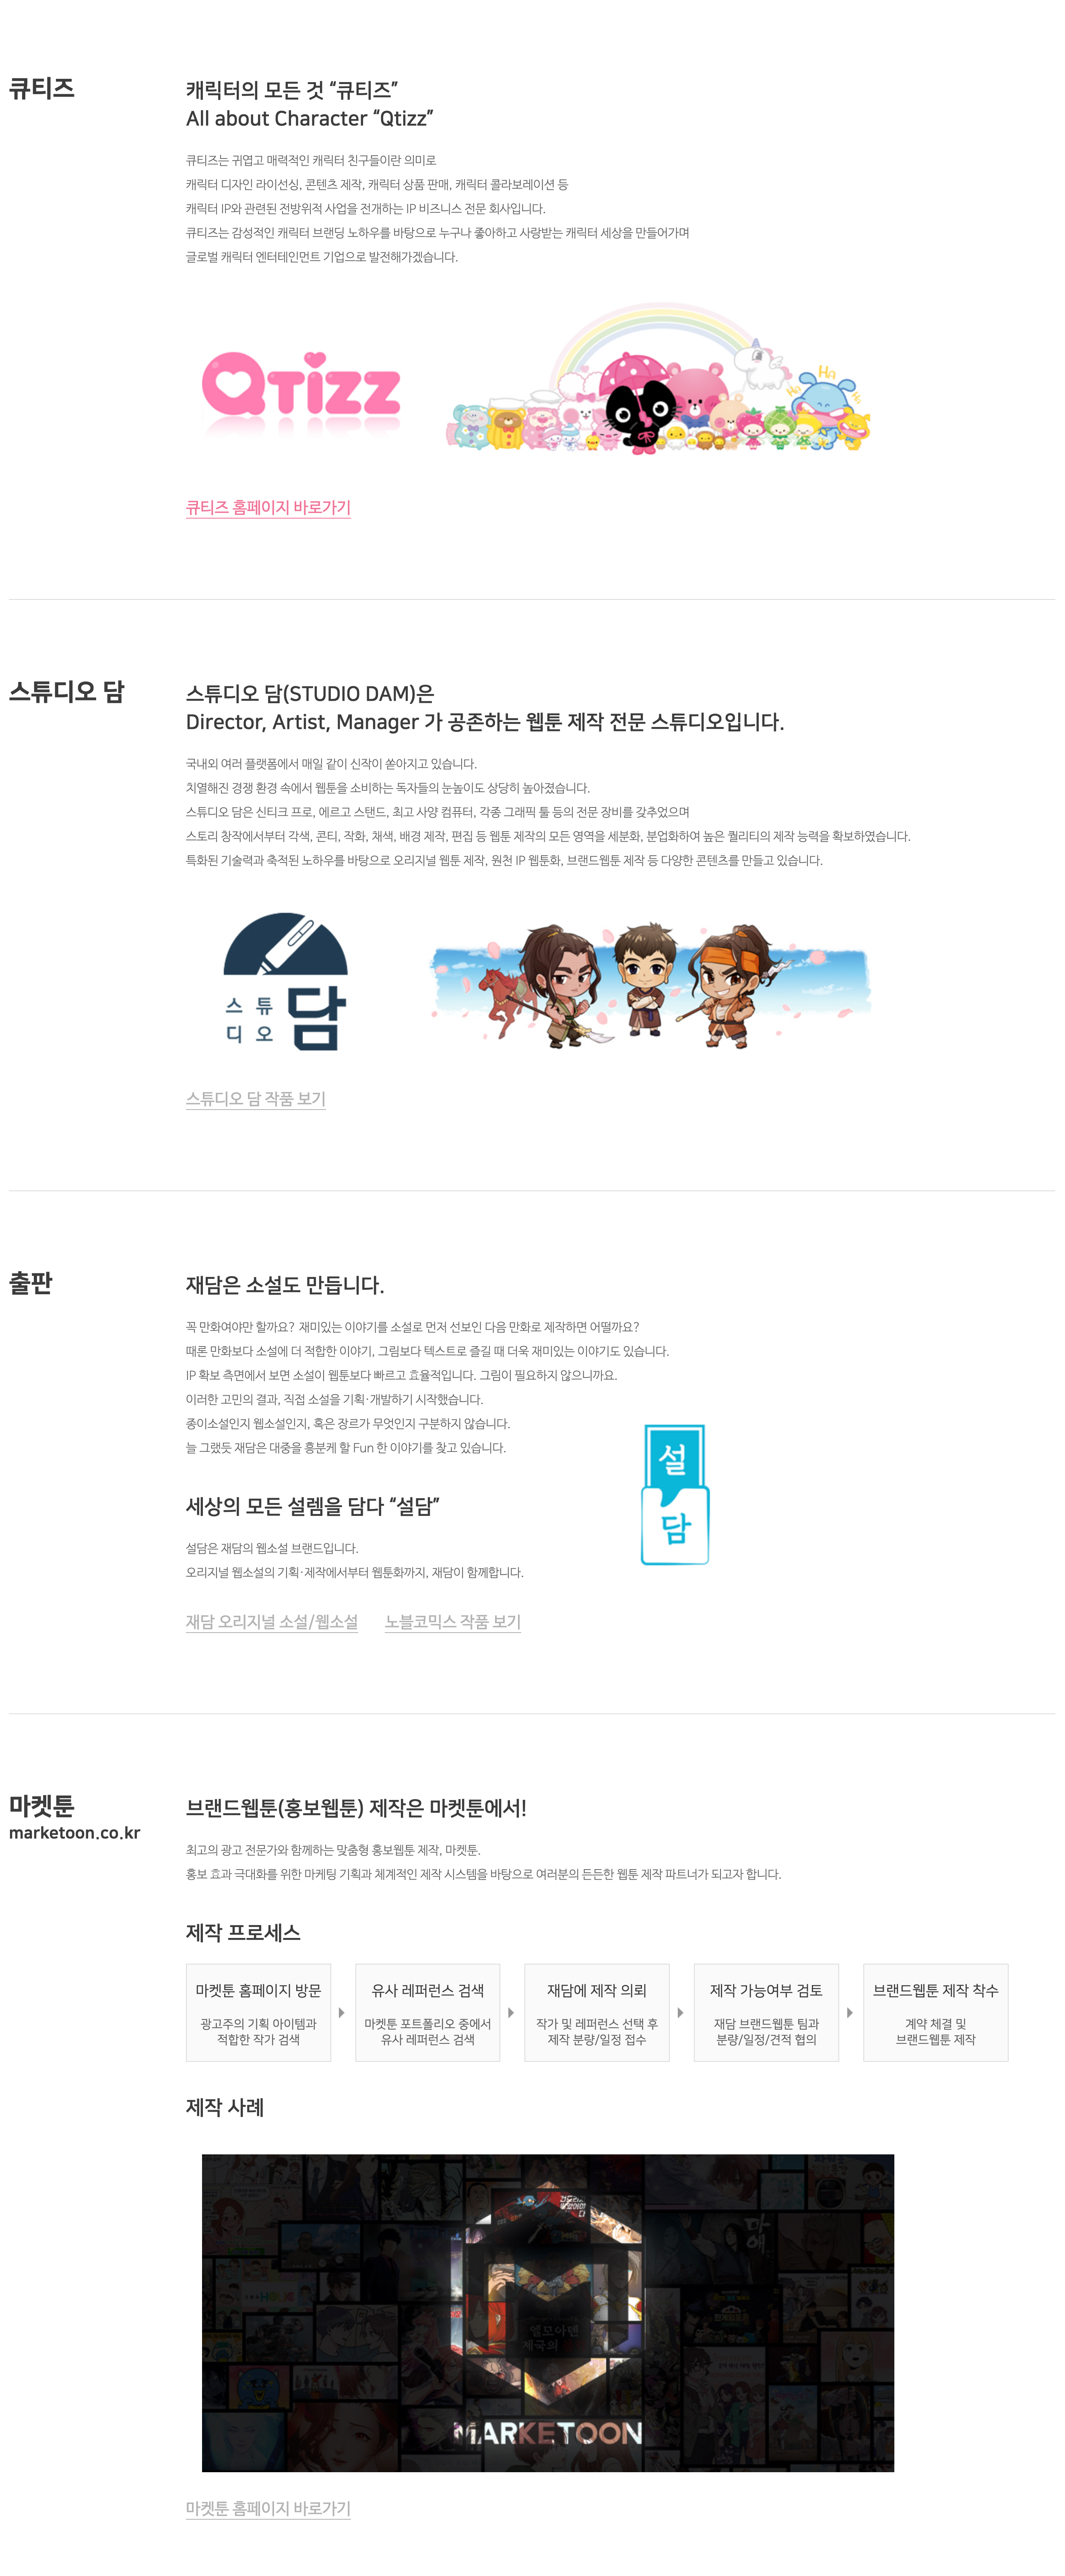 큐티즈
캐릭터의 모든 것 “큐티즈”
All about Character “Qtizz”
큐티즈는 귀엽고 매력적인 캐릭터 친구들이란 의미로
캐릭터 디자인 라이선싱, 콘텐츠 제작, 캐릭터 상품 판매, 캐릭터 콜라보레이션 등
캐릭터 IP와 관련된 전방위적 사업을 전개하는 IP 비즈니스 전문 회사입니다.
큐티즈는 감성적인 캐릭터 브랜딩 노하우를 바탕으로 누구나 좋아하고 사랑받는 캐릭터 세상을 만들어가며
글로벌 캐릭터 엔터테인먼트 기업으로 발전해가겠습니다.
QTIZZ
Ha HA Ha
큐티즈 홈페이지 바로가기
스튜디오 담
스튜디오 담(STUDIO DAM)은
Director, Artist, Manager 가 공존하는 웹툰 제작 전문 스튜디오입니다.
국내외 여러 플랫폼에서 매일 같이 신작이 쏟아지고 있습니다.
치열해진 경쟁 환경 속에서 웹툰을 소비하는 독자들의 눈높이도 상당히 높아졌습니다.
스튜디오 담은 신티크 프로, 에르고 스탠드, 최고 사양 컴퓨터, 각종 그래픽 툴 등의 전문 장비를 갖추었으며
스토리 창작에서부터 각색, 콘티, 작화, 채색, 배경 제작, 편집 등 웹툰 제작의 모든 영역을 세분화, 분업화하여 높은 퀄리티의 제작 능력을 확보하였습니다.
특화된 기술력과 축적된 노하우를 바탕으로 오리지널 웹툰 제작, 원천 IP 웹툰화, 브랜드웹툰 제작 등 다양한 콘텐츠를 만들고 있습니다.
스튜디오 담
스튜디오 담 작품 보기
출판
재담은 소설도 만듭니다.
꼭 만화여야만 할까요? 재미있는 이야기를 소설로 먼저 선보인 다음 만화로 제작하면 어떨까요?
때론 만화보다 소설에 더 적합한 이야기, 그림보다 텍스트로 즐길 때 더욱 재미있는 이야기도 있습니다.
IP 확보 측면에서 보면 소설이 웹툰보다 빠르고 효율적입니다. 그림이 필요하지 않으니까요.
이러한 고민의 결과, 직접 소설을 기획·개발하기 시작했습니다.
종이소설인지 웹소설인지, 혹은 장르가 무엇인지 구분하지 않습니다.
늘 그랬듯 재담은 대중을 흥분케 할 Fun 한 이야기를 찾고 있습니다.
설담
세상의 모든 설렘을 담다 “설담”
설담은 재담의 웹소설 브랜드입니다.
오리지널 웹소설의 기획·제작에서부터 웹툰화까지, 재담이 함께합니다.
재담 오리지널 소설/웹소설 노블코믹스 작품 보기
마켓툰
marketoon.co.kr
브랜드웹툰(홍보웹툰) 제작은 마켓툰에서!
최고의 광고 전문가와 함께하는 맞춤형 홍보웹툰 제작, 마켓툰.
홍보 효과 극대화를 위한 마케팅 기획과 체계적인 제작 시스템을 바탕으로 여러분의 든든한 웹툰 제작 파트너가 되고자 합니다.
제작 프로세스
마켓툰 홈페이지 방문
광고주의 기획 아이템과
적합한 작가 검색
유사 레퍼런스 검색
마켓툰 포트폴리오 중에서
유사 레퍼런스 검색
재담에 제작 의뢰
작가 및 레퍼런스 선택 후
제작 분량/일정 접수
제작 가능여부 검토
재담 브랜드웹툰 팀과
분량/일정/견적 협의
브랜드웹툰 제작 착수
계약 체결 및
브랜드웹툰 제작
제작 사례
MARKETOON
마켓툰 홈페이지 바로가기